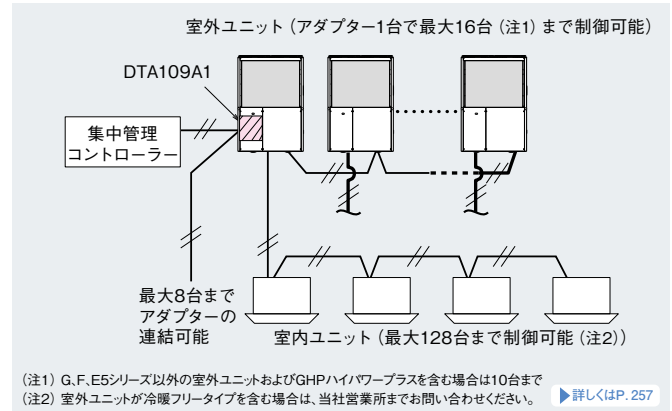 室外ユニット（アダプター1台で最大16台（注1）まで制御可能）
DTA109A1
集中管理
コントローラー
最大8台まで
アダプターの
連結可能
室内ユニット（最大128台まで制御可能（注2））
（注1）G、F、E5シリーズ以外の室外ユニットおよびGHPハイパワープラスを含む場合は10台まで
（注2）室外ユニットが冷暖フリータイプを含む場合は、当社営業所までお問い合わせください。
▶詳しくはP. 257